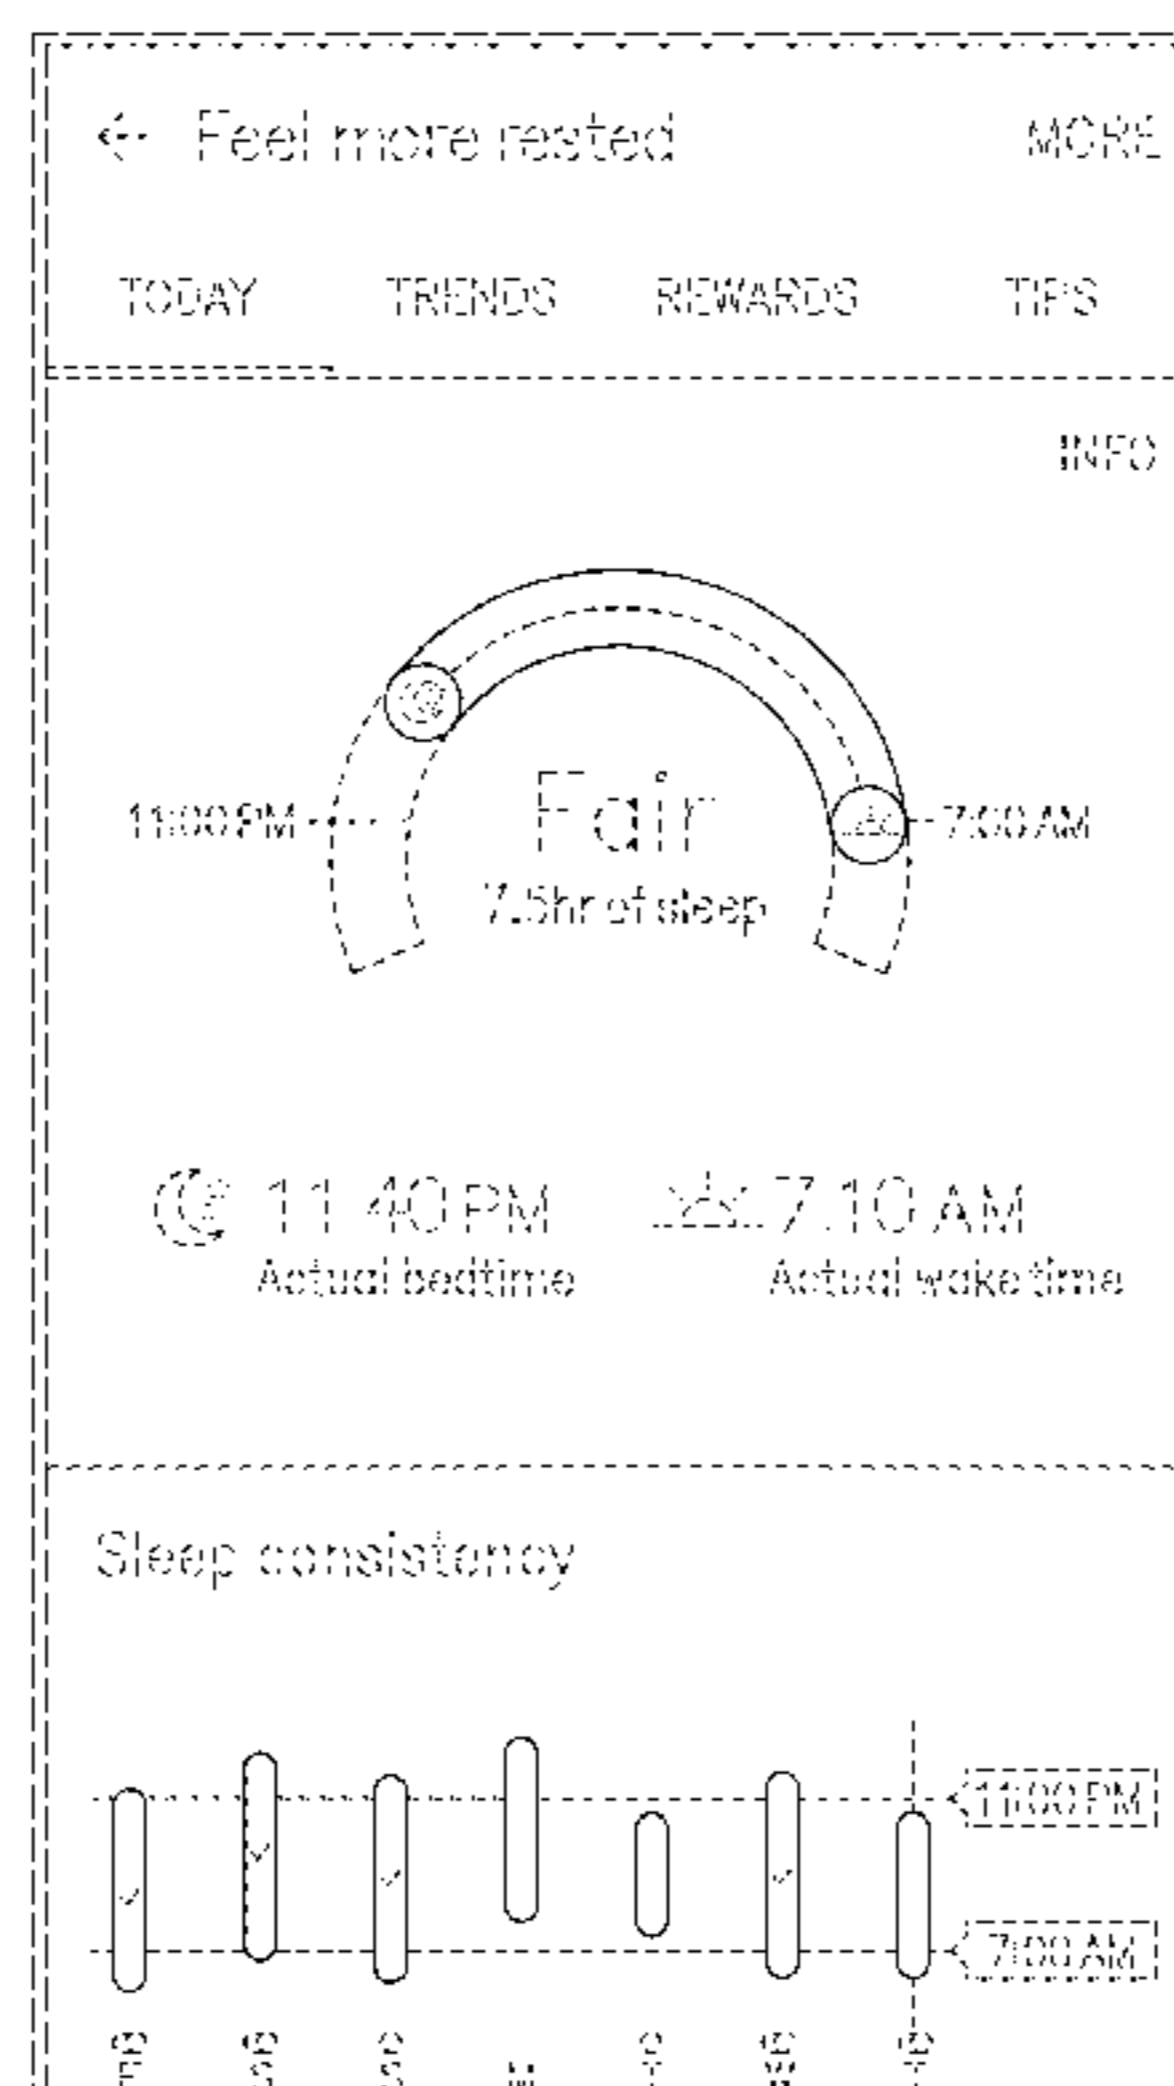 Feel more rested MORE
TODAY TRENDS REWARDS TIPS
INFO
11:00 PM Fair 7:00 AM
7.5hr of sleep
11:40 PM 7:10 AM
Actual bedtime Actual wake time
Sleep consistency
11:00 PM
7:00 AM